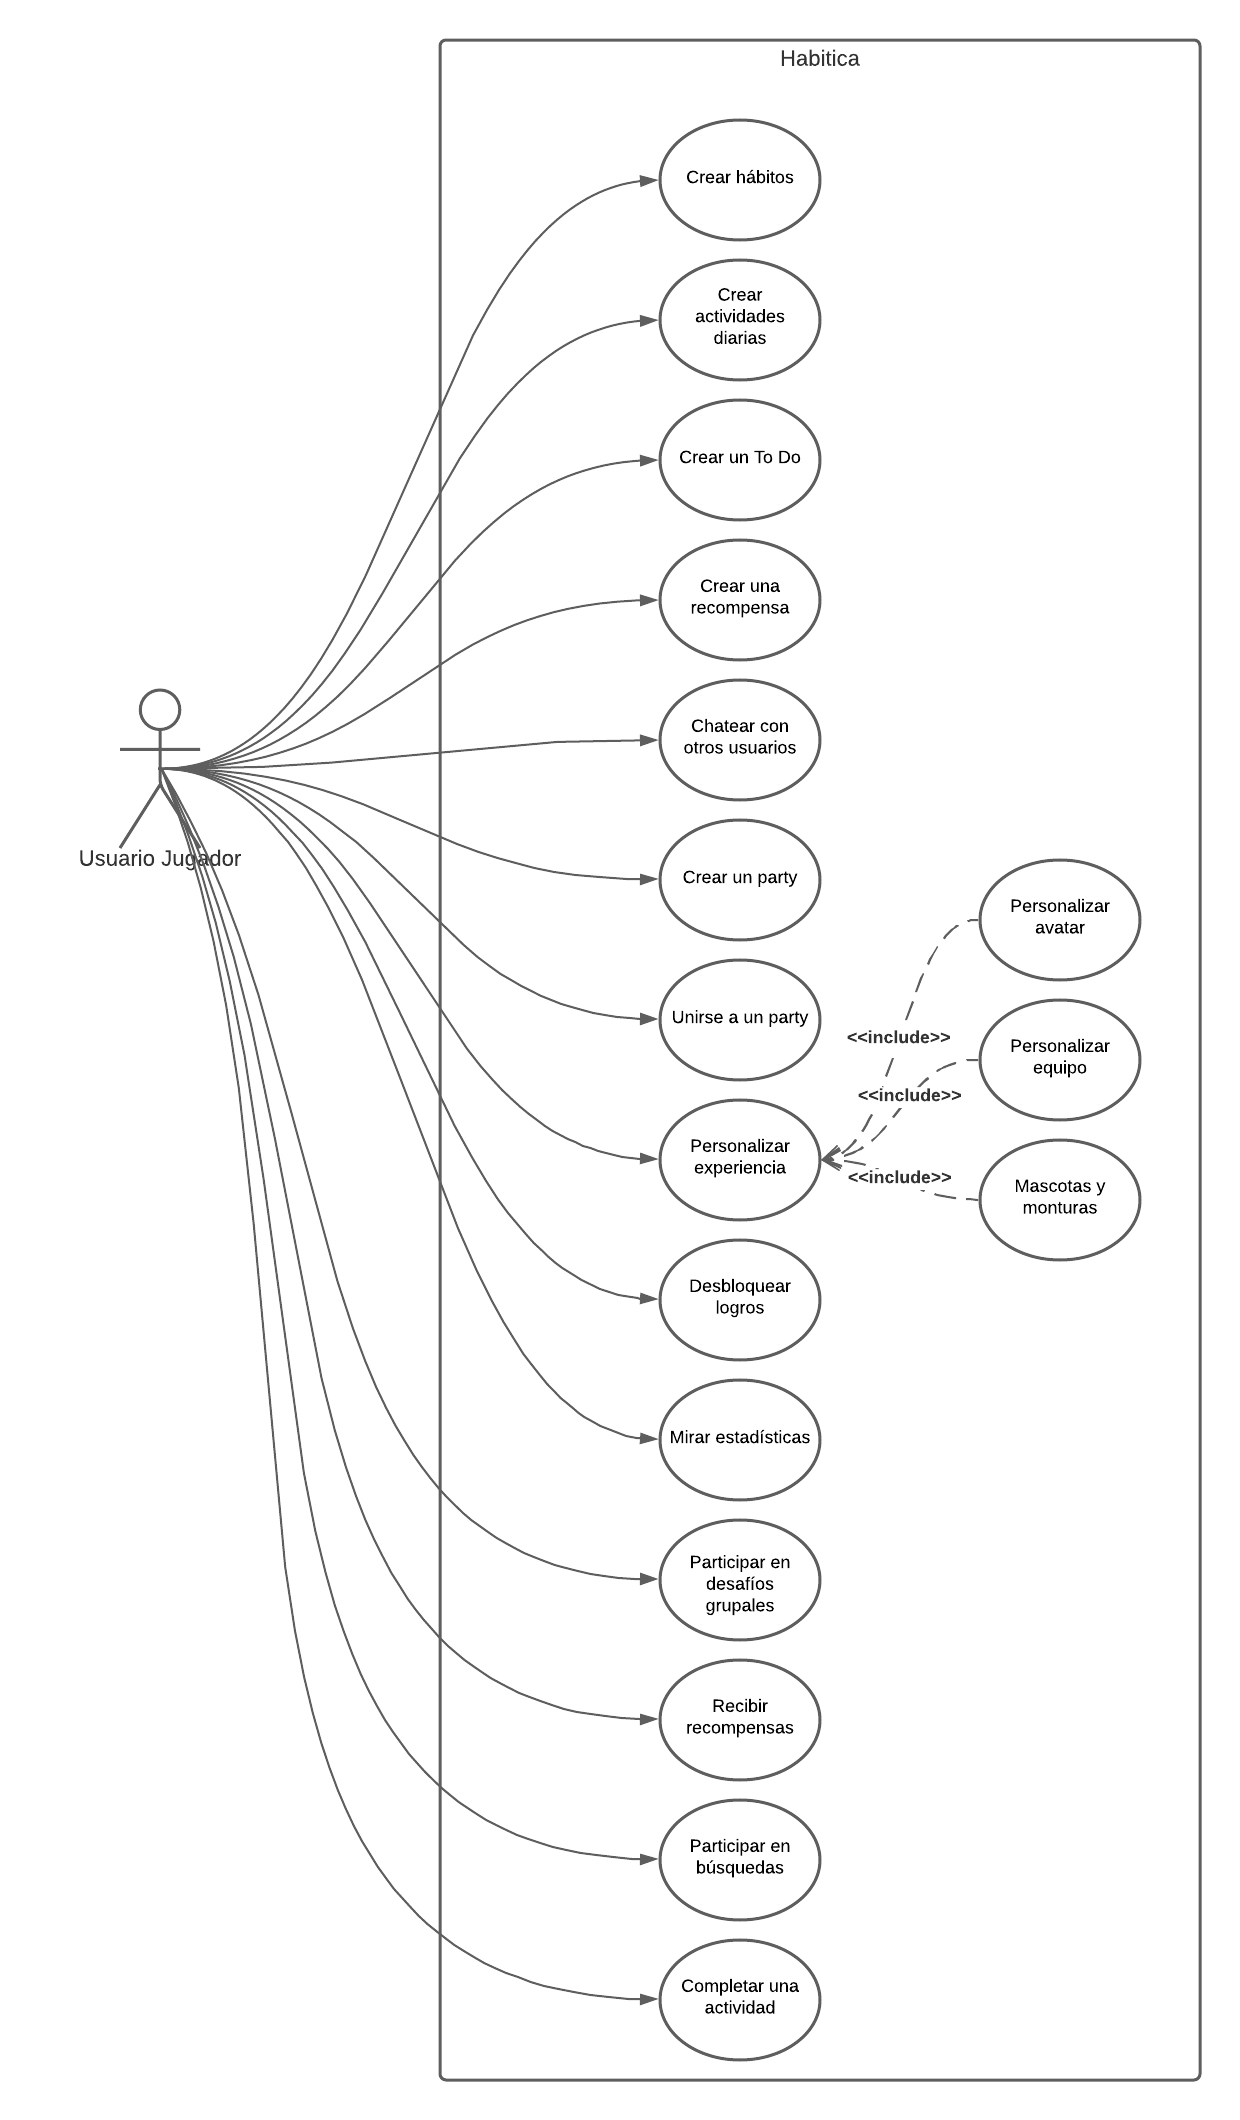 Habitica
Crear hábitos
Crear
actividades
diarias
Crear un To Do
Crear una
recompensa
Chatear con
otros usuarios
Usuario Jugador
Crear un party
Personalizar
avatar
Unirse a un party
<<include>>
Personalizar
equipo
<<include>>
Personalizar
experiencia
<<include>>
Mascotas y
monturas
Desbloquear
logros
Mirar estadísticas
Participar en
desafíos
grupales
Recibir
recompensas
Participar en
búsquedas
Completar una
actividad